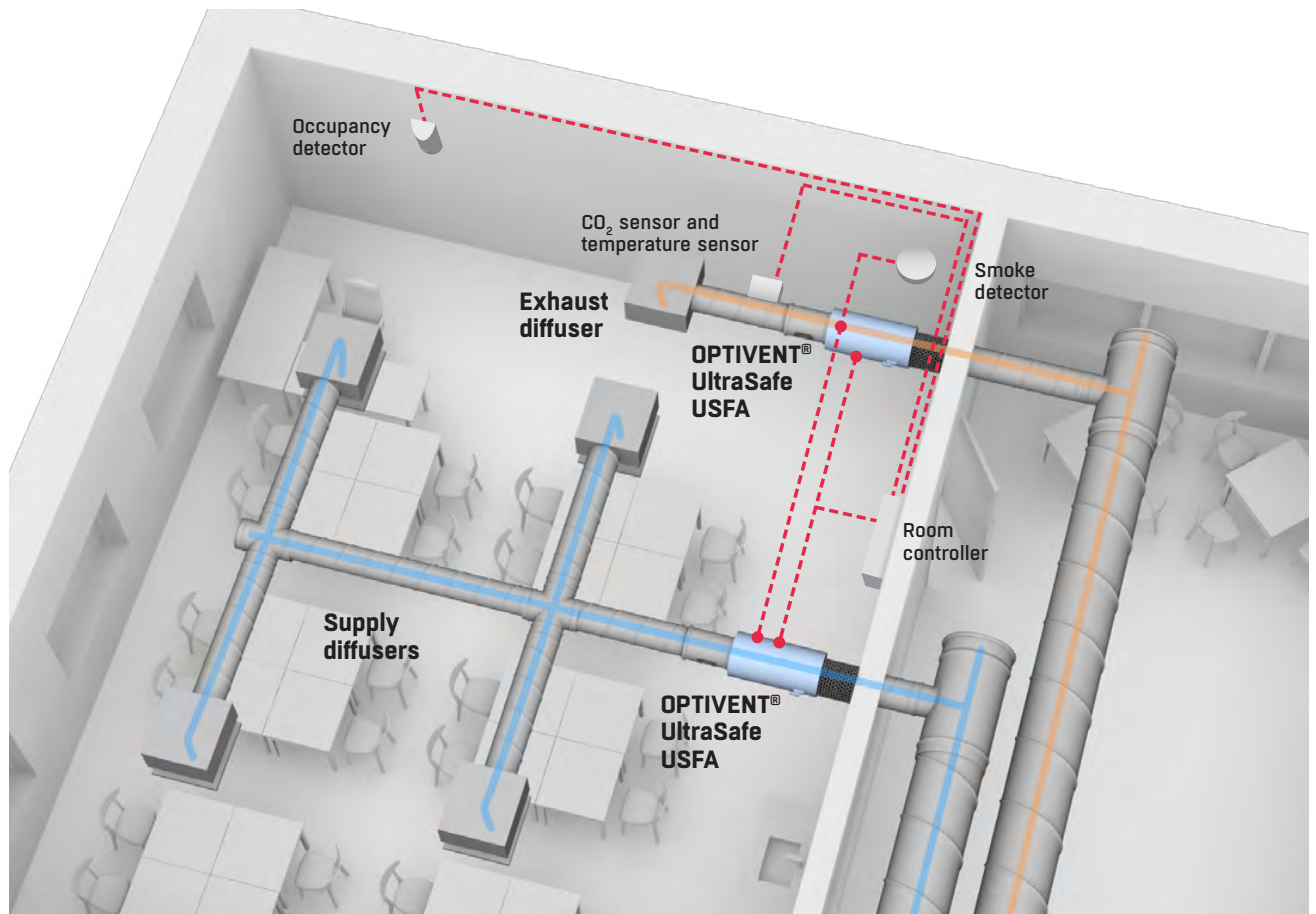 Occupancy
detector
CO₂ sensor and
temperature sensor
Smoke
detector
Exhaust
diffuser
OPTIVENT®
UltraSafe
USFA
Room
controller
Supply
diffusers
OPTIVENT®
UltraSafe
USFA